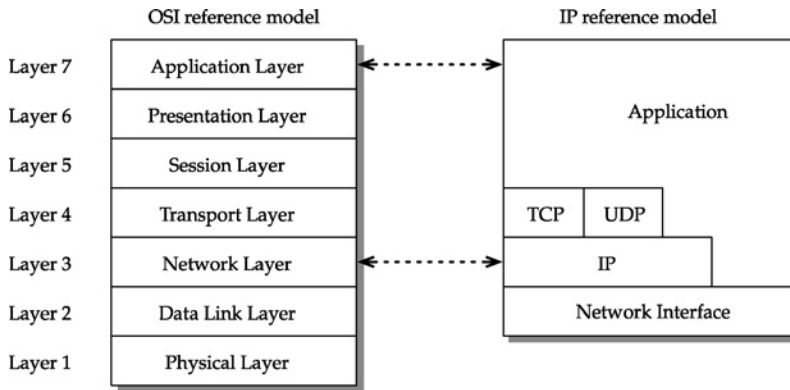 OSI reference model
IP reference model
Layer 7
Application Layer
Layer 6
Presentation Layer
Application
Layer 5
Session Layer
Layer 4
Transport Layer
TCP
UDP
Layer 3
Network Layer
IP
Layer 2
Data Link Layer
Network Interface
Layer 1
Physical Layer